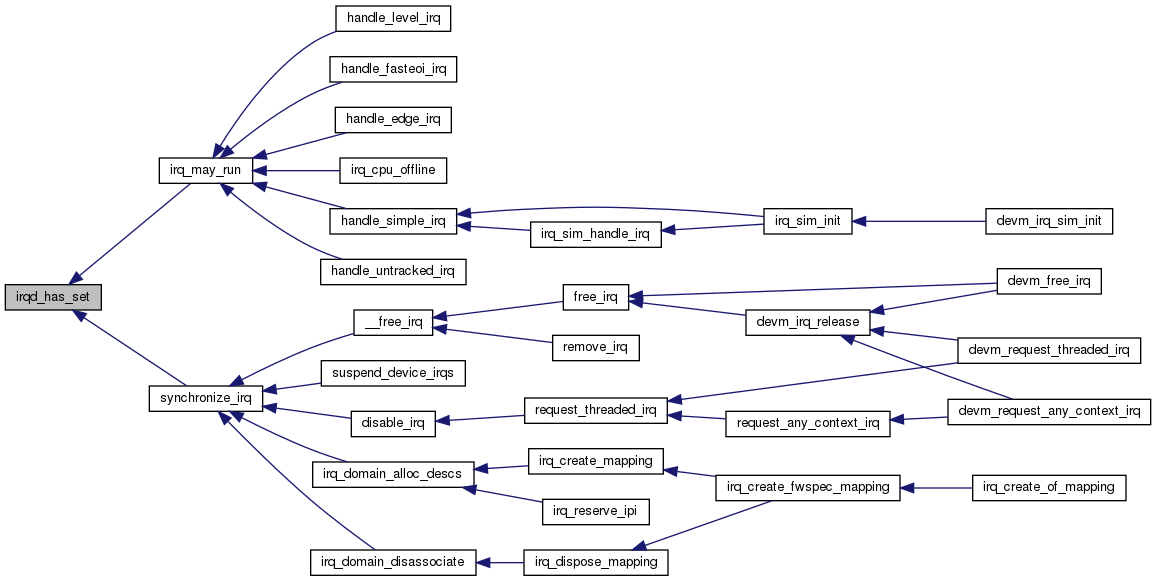 handle_level_irq
handle_fasteoi_irq
handle_edge_irq
irq_may_run
irq_cpu_offline
handle_simple_irq
irq_sim_init
devm_irq_sim_init
irq_sim_handle_irq
handle_untracked_irq
devm_free_irq
irqd_has_set
free_irq
__free_irq
devm_irq_release
remove_irq
devm_request_threaded_irq
suspend_device_irqs
synchronize_irq
request_threaded_irq
devm_request_any_context_irq
disable_irq
request_any_context_irq
irq_create_mapping
irq_domain_alloc_descs
irq_create_fwspec_mapping
irq_create_of_mapping
irq_reserve_ipi
irq_domain_disassociate
irq_dispose_mapping